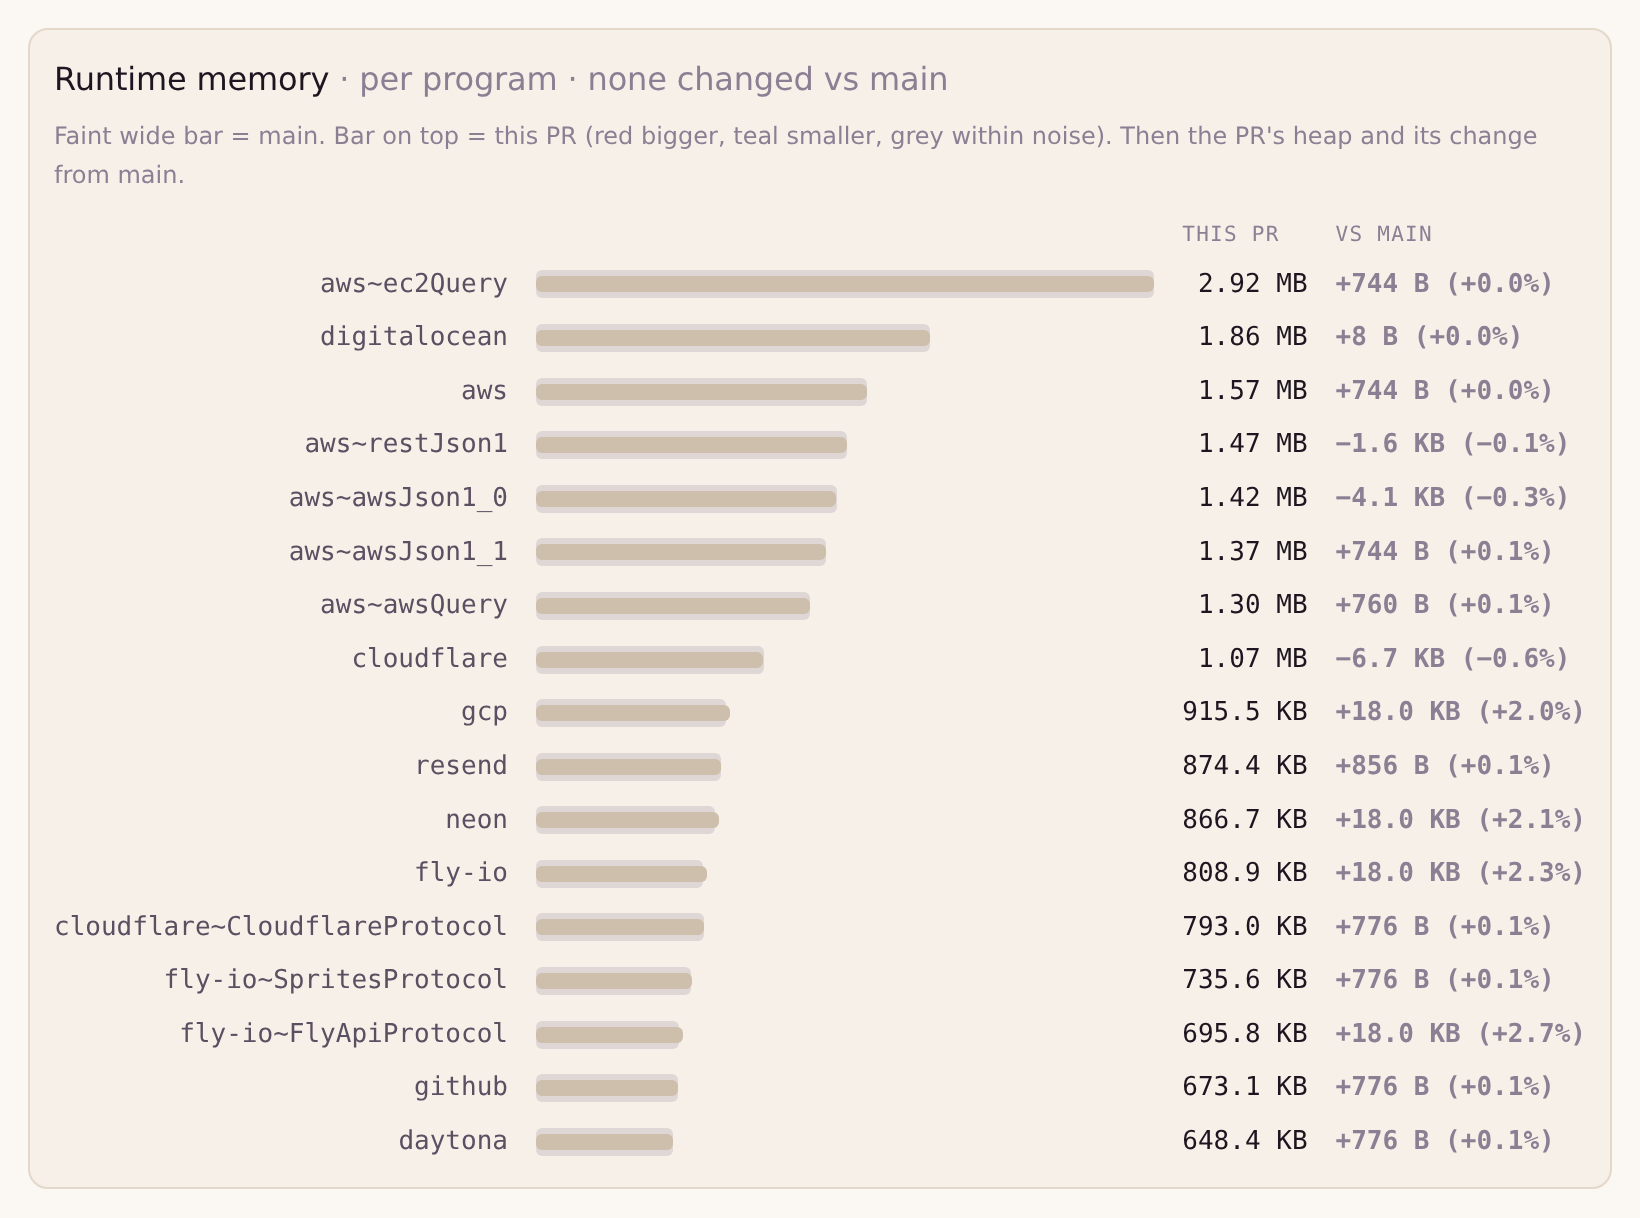 Runtime memory · per program · none changed vs main
Faint wide bar = main. Bar on top = this PR (red bigger, teal smaller, grey within noise). Then the PR's heap and its change
from main.
THIS PR VS MAIN
aws~ec2Query 2.92 MB +744 B (+0.0%)
digitalocean 1.86 MB +8 B (+0.0%)
aws 1.57 MB +744 B (+0.0%)
aws~restJson1 1.47 MB −1.6 KB (−0.1%)
aws~awsJson1_0 1.42 MB −4.1 KB (−0.3%)
aws~awsJson1_1 1.37 MB +744 B (+0.1%)
aws~awsQuery 1.30 MB +760 B (+0.1%)
cloudflare 1.07 MB −6.7 KB (−0.6%)
gcp 915.5 KB +18.0 KB (+2.0%)
resend 874.4 KB +856 B (+0.1%)
neon 866.7 KB +18.0 KB (+2.1%)
fly-io 808.9 KB +18.0 KB (+2.3%)
cloudflare~CloudflareProtocol 793.0 KB +776 B (+0.1%)
fly-io~SpritesProtocol 735.6 KB +776 B (+0.1%)
fly-io~FlyApiProtocol 695.8 KB +18.0 KB (+2.7%)
github 673.1 KB +776 B (+0.1%)
daytona 648.4 KB +776 B (+0.1%)